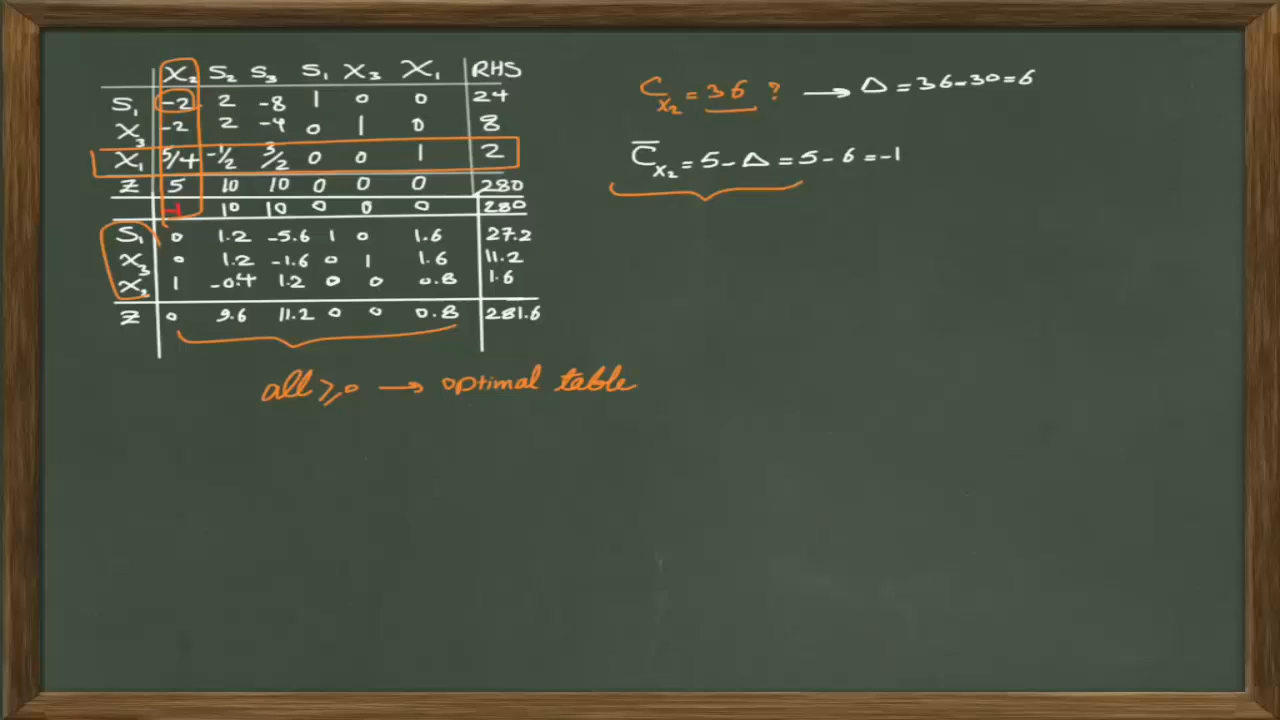 X₂ S₂ S₃ S₁ X₃ X₁ RHS
S₁ -2 2 -8 1 0 0 24
X₃ -2 2 -4 0 1 0 8
X₁ 5/4 -1/2 3/2 0 0 1 2
Z 5 10 10 0 0 0 280
-1 10 10 0 0 0 280
S₁ 0 1.2 -5.6 1 0 1.6 27.2
X₃ 0 1.2 -1.6 0 1 1.6 11.2
X₂ 1 -0.4 1.2 0 0 0.8 1.6
Z 0 9.6 11.2 0 0 0.8 281.6
all ≥ 0 → optimal table
C_X₂ = 36 ? → Δ = 36-30 = 6
C̅_X₂ = 5 - Δ = 5 - 6 = -1